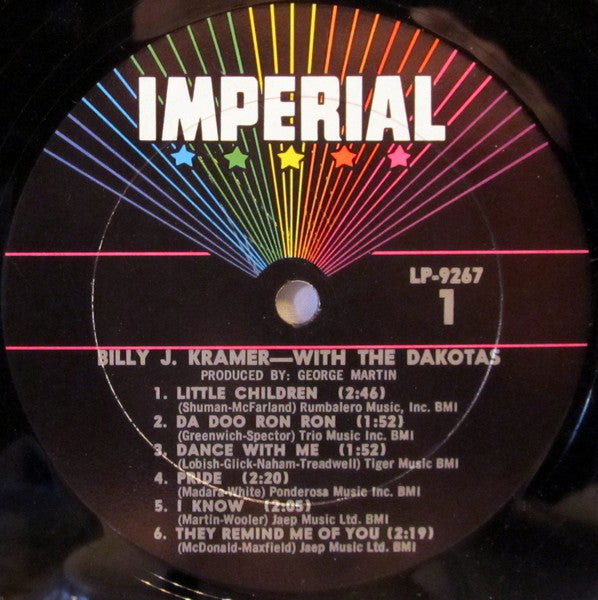 IMPERIAL
LP-9267
1
BILLY J. KRAMER—WITH THE DAKOTAS
PRODUCED BY: GEORGE MARTIN
1. LITTLE CHILDREN (2:46)
(Shuman-McFarland) Rumbalero Music, Inc. BMI
2. DA DOO RON RON (1:52)
(Greenwich-Spector) Trio Music Inc. BMI
3. DANCE WITH ME (1:52)
(Lobish-Glick-Naham-Treadwell) Tiger Music BMI
4. PRIDE (2:20)
(Madara-White) Ponderosa Music Inc. BMI
5. I KNOW (2:05)
(Martin-Wooler) Jaep Music Ltd. BMI
6. THEY REMIND ME OF YOU (2:19)
(McDonald-Maxfield) Jaep Music Ltd. BMI